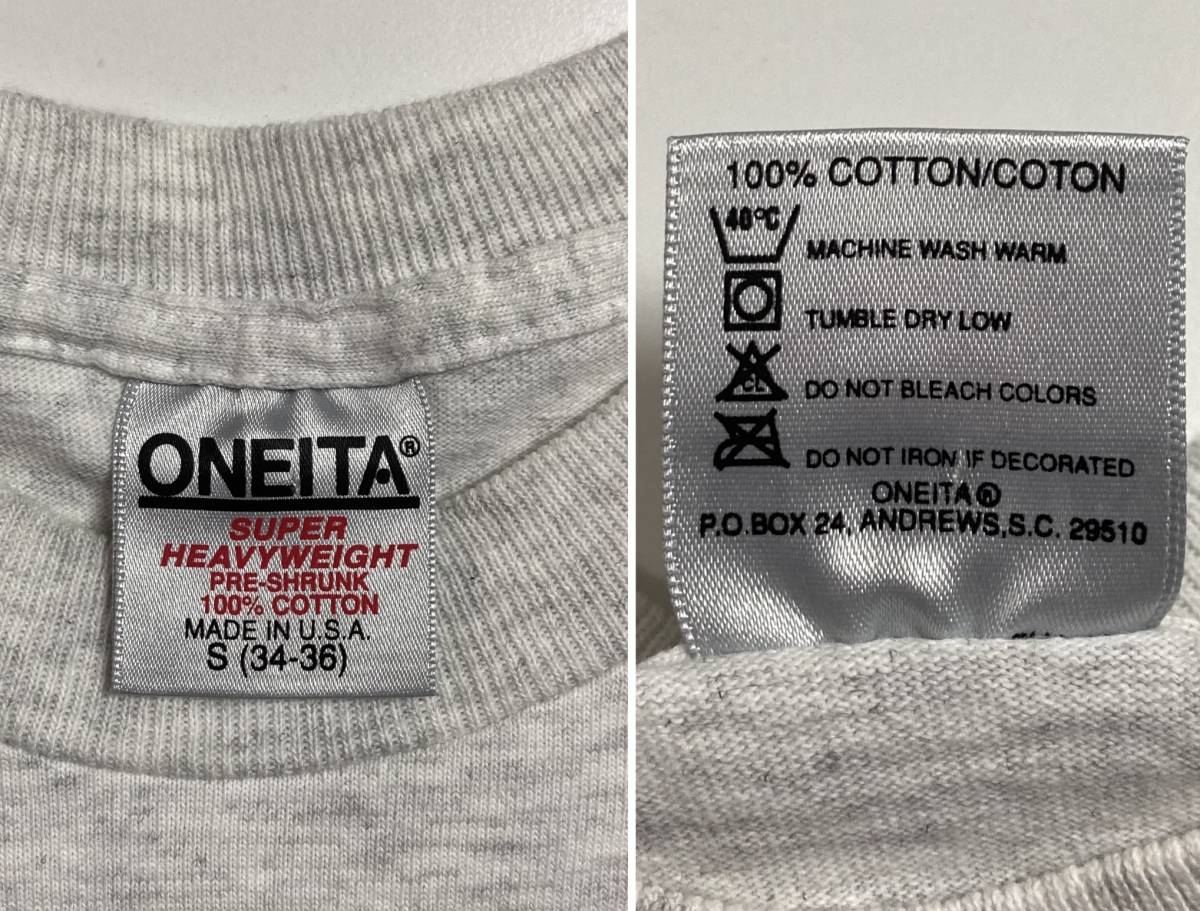 ONEITA®
SUPER
HEAVYWEIGHT
PRE-SHRUNK
100% COTTON
MADE IN U.S.A.
S (34-36)
100% COTTON/COTON
40°C
MACHINE WASH WARM
TUMBLE DRY LOW
CL
DO NOT BLEACH COLORS
DO NOT IRON IF DECORATED
ONEITA®
P.O.BOX 24, ANDREWS,S.C. 29510